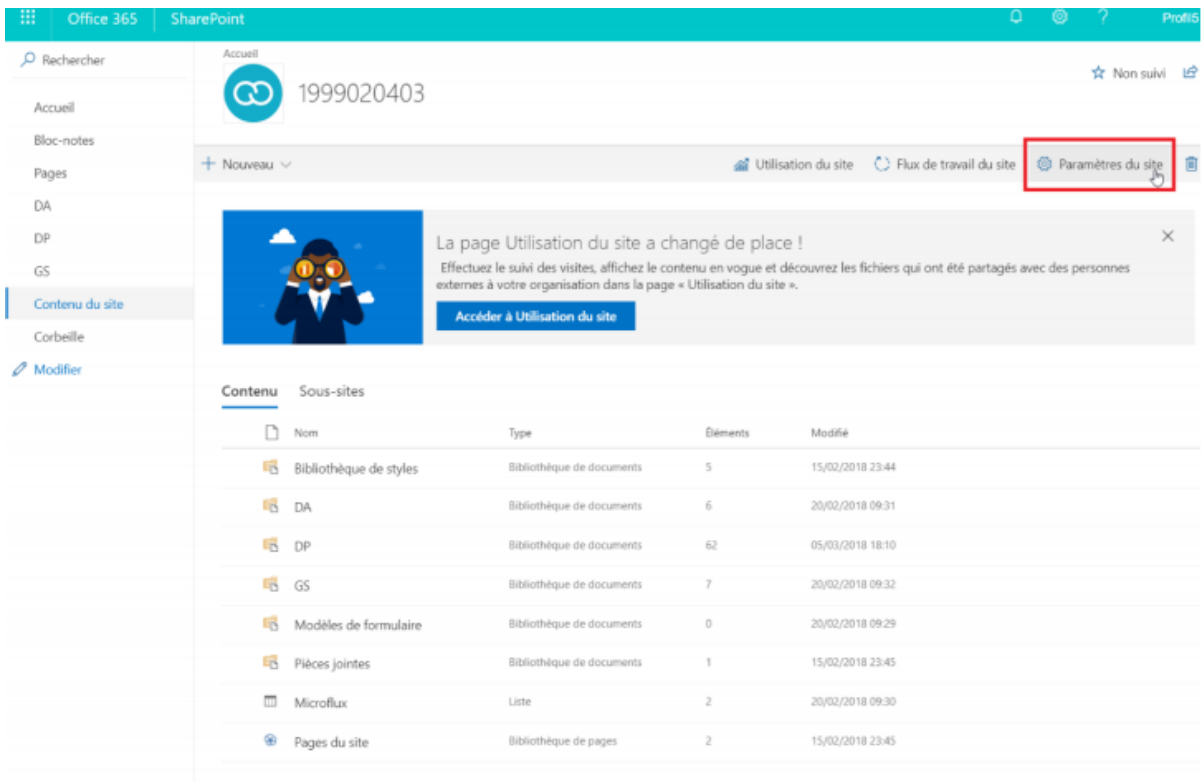 Office 365 SharePoint ? Profil5
Rechercher
Accueil
1999020403
Non suivi
Accueil
Bloc-notes
Pages
DA
DP
GS
Contenu du site
Corbeille
Modifier
+ Nouveau Utilisation du site Flux de travail du site Paramètres du site
La page Utilisation du site a changé de place !
Effectuez le suivi des visites, affichez le contenu en vogue et découvrez les fichiers qui ont été partagés avec des personnes
externes à votre organisation dans la page « Utilisation du site ».
Accéder à Utilisation du site
Contenu Sous-sites
Nom Type Éléments Modifié
Bibliothèque de styles Bibliothèque de documents 5 15/02/2018 23:44
DA Bibliothèque de documents 6 20/02/2018 09:31
DP Bibliothèque de documents 62 05/03/2018 18:10
GS Bibliothèque de documents 7 20/02/2018 09:32
Modèles de formulaire Bibliothèque de documents 0 20/02/2018 09:29
Pièces jointes Bibliothèque de documents 1 15/02/2018 23:45
Microflux Liste 2 20/02/2018 09:30
Pages du site Bibliothèque de pages 2 15/02/2018 23:45